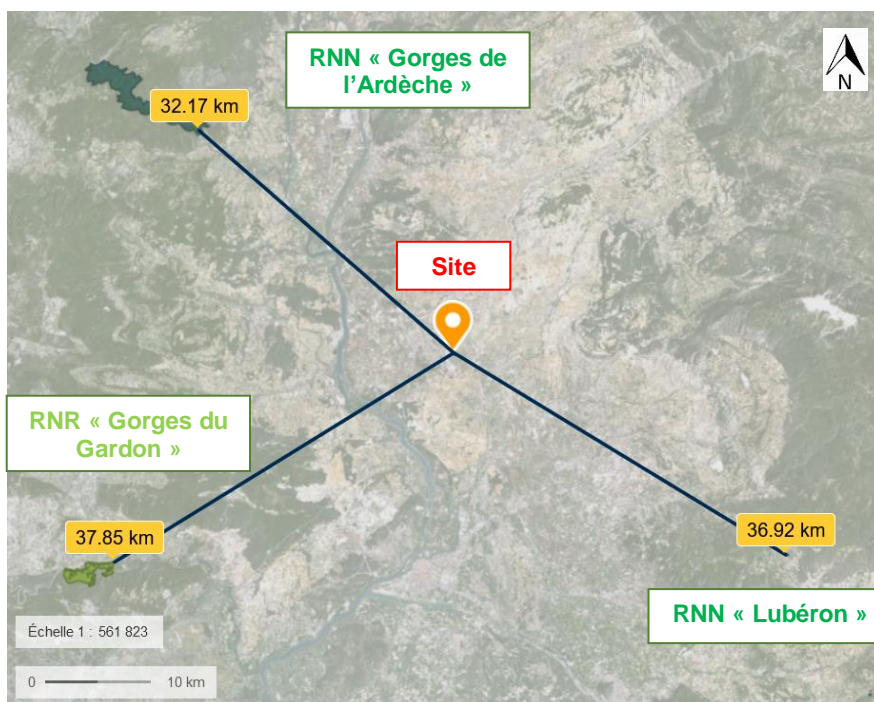 RNN « Gorges de
l'Ardèche »
N
32.17 km
Site
RNR « Gorges du
Gardon »
37.85 km
36.92 km
RNN « Lubéron »
Échelle 1 : 561 823
0 10 km